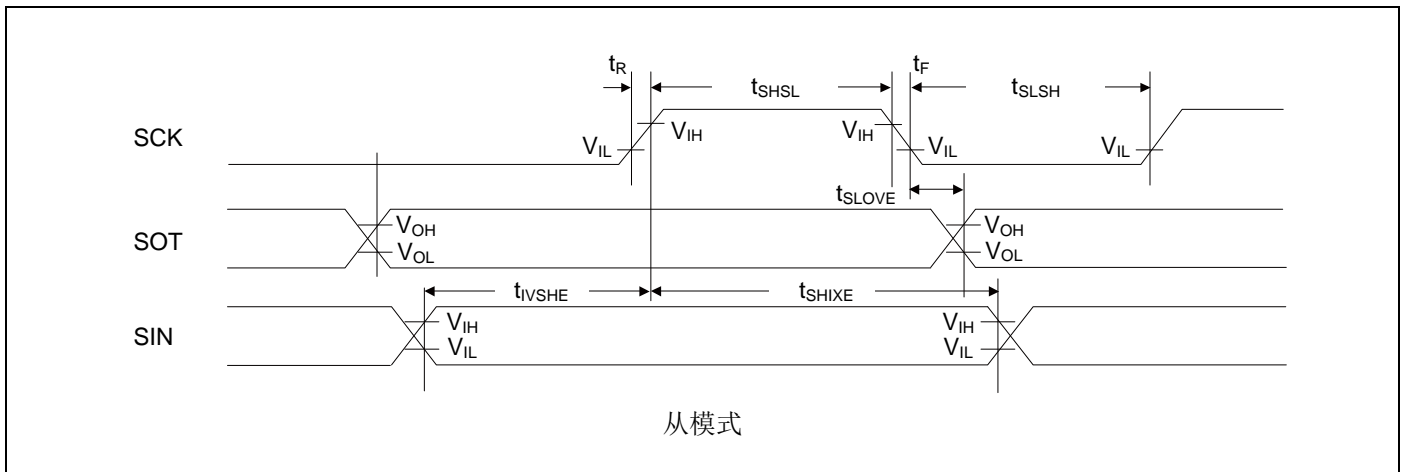 tR
tF
tSHSL
tSLSH
SCK
VIH
VIH
VIL
VIL
VIL
tSLOVE
VOH
VOH
SOT
VOL
VOL
tIVSHE
tSHIXE
VIH
VIH
SIN
VIL
VIL
从模式